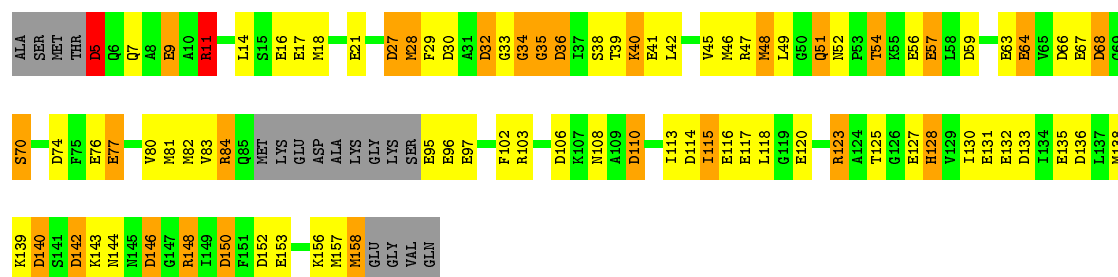 ALA SER MET THR D5 Q6 Q7 A8 E9 A10 R11 L14 S15 E16 E17 M18 E21 D27 M28 F29 D30 A31 D32 G33 G34 G35 D36 I37 S38 T39 K40 E41 L42 V45 M46 R47 M48 L49 G50 Q51 N52 P53 T54 K55 E56 E57 L58 D59 E63 E64 V65 D66 E67 D68
S70 D74 F75 E76 E77 V80 M81 M82 V83 R84 Q85 MET LYS GLU ASP ALA LYS GLY LYS SER E95 E96 E97 F102 R103 D106 K107 N108 A109 D110 I113 D114 I115 E116 E117 L118 G119 E120 R123 A124 T125 G126 E127 H128 V129 I130 E131 E132 D133 I134 E135 D136 L137 M138
K139 D140 S141 D142 K143 N144 N145 D146 G147 R148 I149 D150 F151 D152 E153 K156 M157 M158 GLU GLY VAL GLN